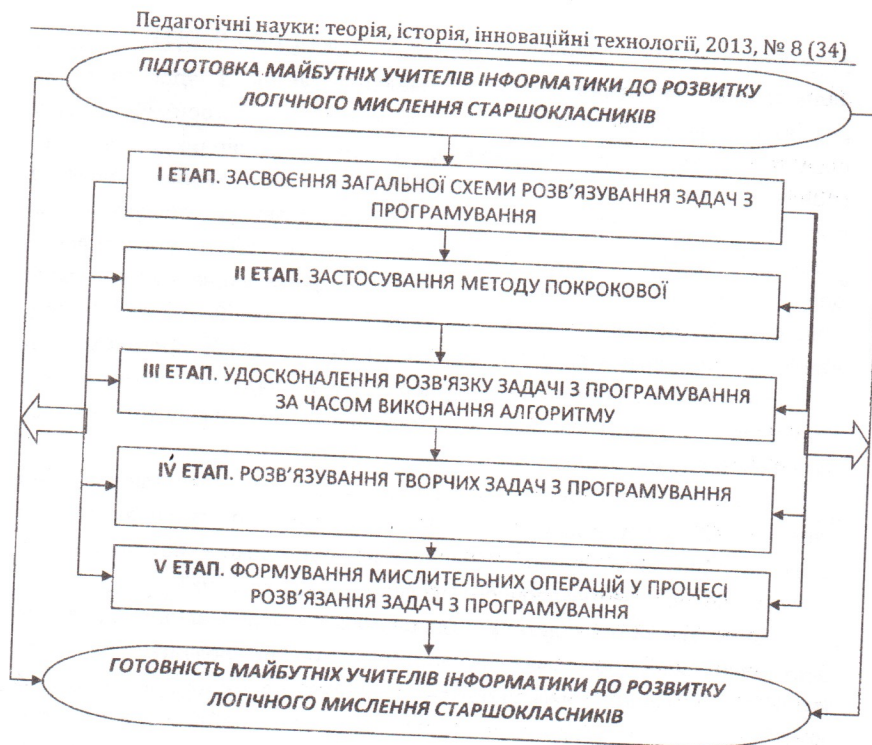 Педагогічні науки: теорія, історія, інноваційні технології, 2013, № 8 (34)
ПІДГОТОВКА МАЙБУТНІХ УЧИТЕЛІВ ІНФОРМАТИКИ ДО РОЗВИТКУ
ЛОГІЧНОГО МИСЛЕННЯ СТАРШОКЛАСНИКІВ
І ЕТАП. ЗАСВОЄННЯ ЗАГАЛЬНОЇ СХЕМИ РОЗВ'ЯЗУВАННЯ ЗАДАЧ З
ПРОГРАМУВАННЯ
ІІ ЕТАП. ЗАСТОСУВАННЯ МЕТОДУ ПОКРОКОВОЇ
ІІІ ЕТАП. УДОСКОНАЛЕННЯ РОЗВ'ЯЗКУ ЗАДАЧІ З ПРОГРАМУВАННЯ
ЗА ЧАСОМ ВИКОНАННЯ АЛГОРИТМУ
ІV ЕТАП. РОЗВ'ЯЗУВАННЯ ТВОРЧИХ ЗАДАЧ З ПРОГРАМУВАННЯ
V ЕТАП. ФОРМУВАННЯ МИСЛИТЕЛЬНИХ ОПЕРАЦІЙ У ПРОЦЕСІ
РОЗВ'ЯЗАННЯ ЗАДАЧ З ПРОГРАМУВАННЯ
ГОТОВНІСТЬ МАЙБУТНІХ УЧИТЕЛІВ ІНФОРМАТИКИ ДО РОЗВИТКУ
ЛОГІЧНОГО МИСЛЕННЯ СТАРШОКЛАСНИКІВ